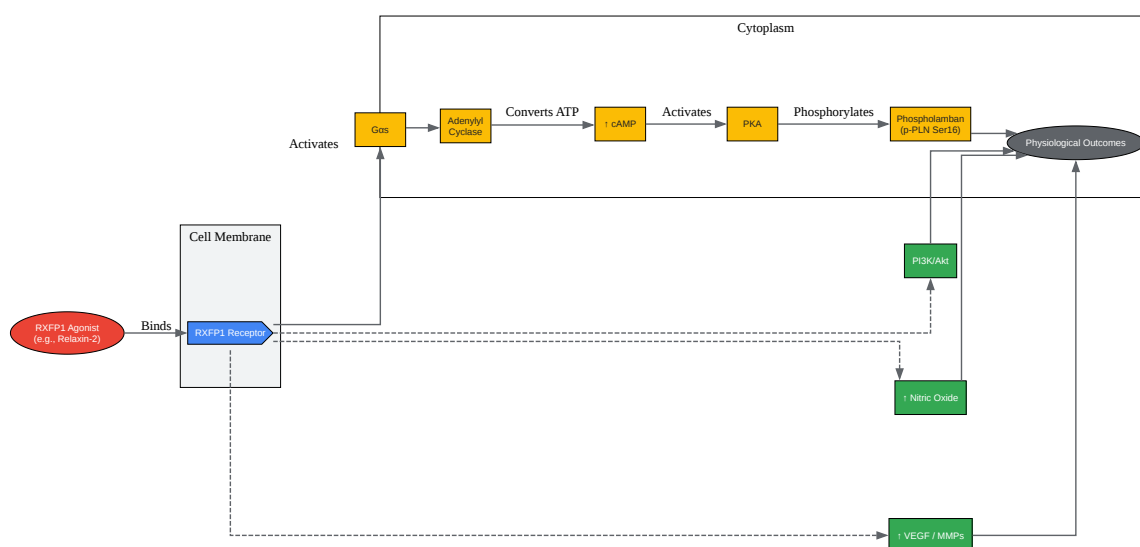 Cytoplasm
Activates
Gαs
Adenylyl
Cyclase
Converts ATP
↑ cAMP
Activates
PKA
Phosphorylates
Phospholamban
(p-PLN Ser16)
Physiological Outcomes
Cell Membrane
PI3K/Akt
RXFP1 Agonist
(e.g., Relaxin-2)
Binds
RXFP1 Receptor
↑ Nitric Oxide
↑ VEGF / MMPs